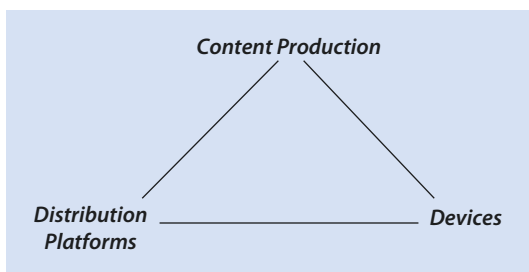 Content Production
Distribution
Platforms
Devices